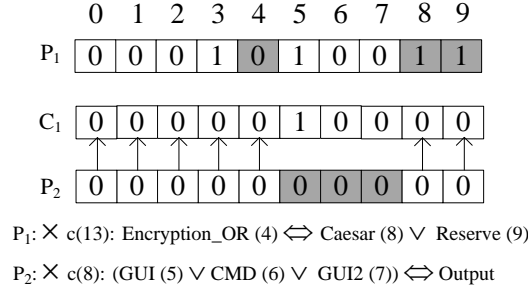 0 1 2 3 4 5 6 7 8 9
P1 0 0 0 1 0 1 0 0 1 1
C1 0 0 0 0 0 1 0 0 0 0
P2 0 0 0 0 0 0 0 0 0 0
P1: × c(13): Encryption_OR (4) ⇔ Caesar (8) ∨ Reserve (9)
P2: × c(8): (GUI (5) ∨ CMD (6) ∨ GUI2 (7)) ⇔ Output